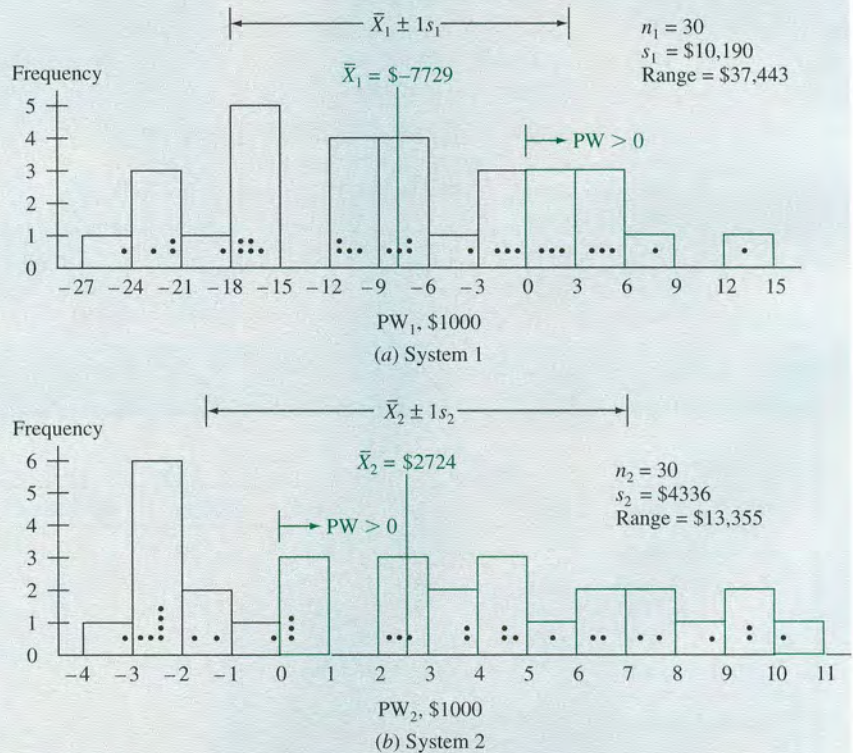 X̄₁ ± 1s₁
n₁ = 30
s₁ = $10,190
Range = $37,443
Frequency
X̄₁ = $–7729
PW > 0
5
4
3
2
1
0
–27 –24 –21 –18 –15 –12 –9 –6 –3 0 3 6 9 12 15
PW₁, $1000
(a) System 1
X̄₂ ± 1s₂
Frequency
X̄₂ = $2724
n₂ = 30
s₂ = $4336
Range = $13,355
PW > 0
6
5
4
3
2
1
0
–4 –3 –2 –1 0 1 2 3 4 5 6 7 8 9 10 11
PW₂, $1000
(b) System 2